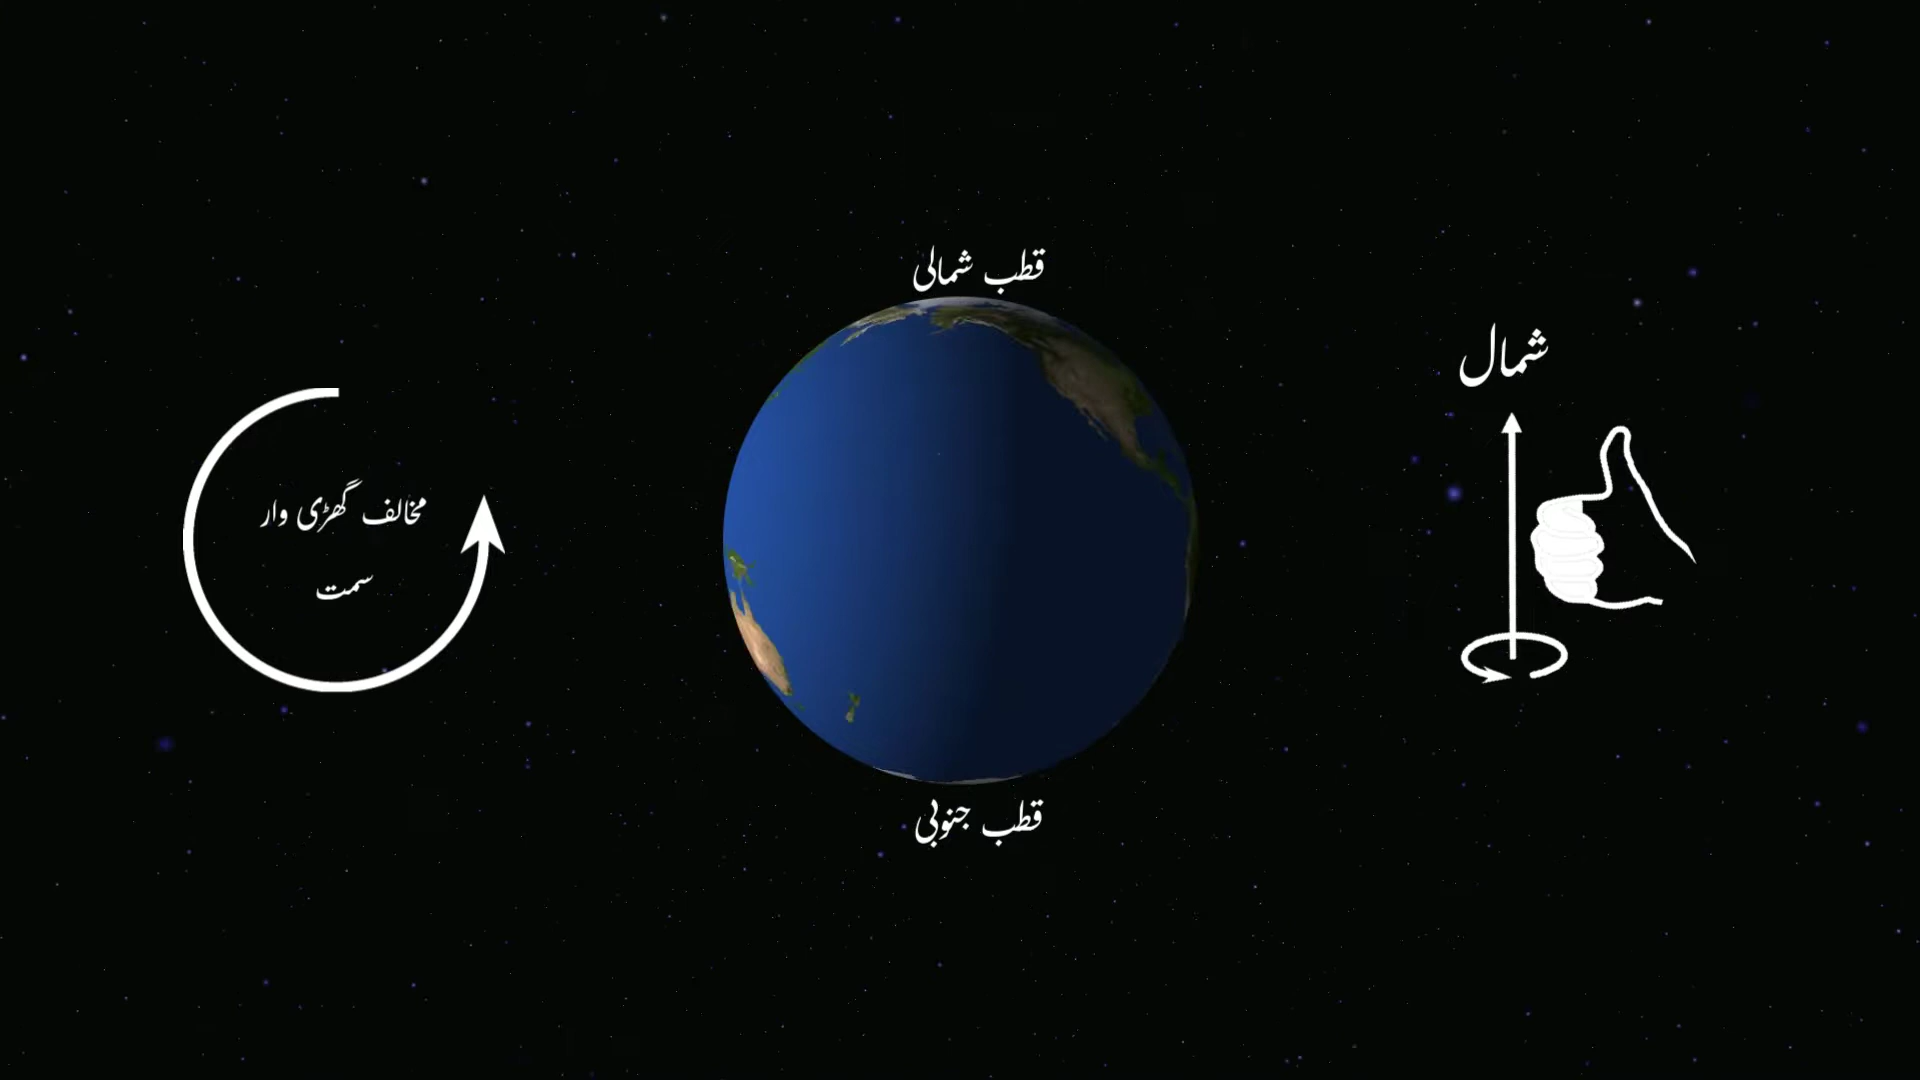 قطب شمالی
شمال
مخالف گھڑی وار
سمت
قطب جنوبی